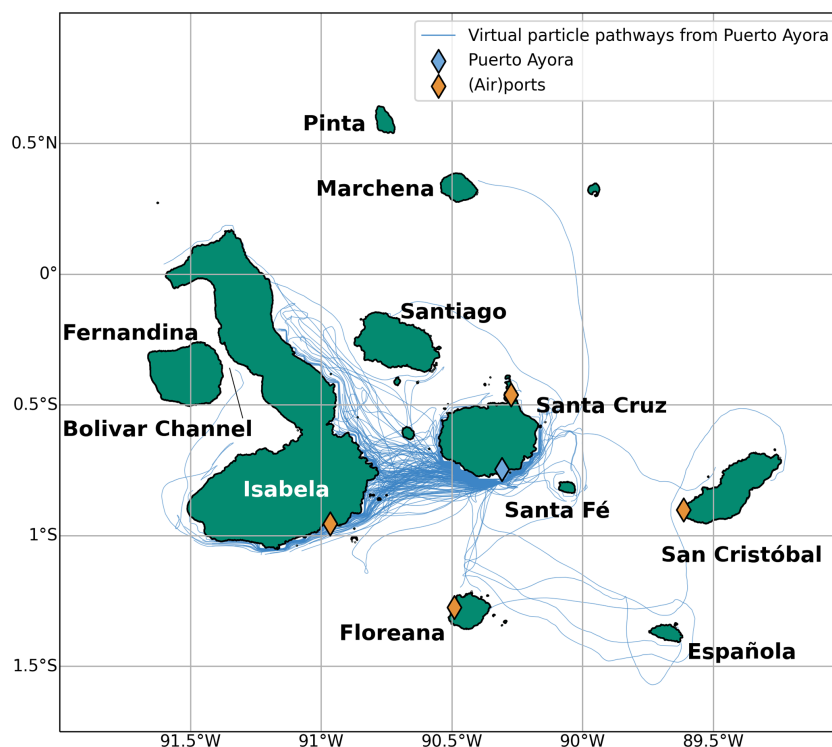 Virtual particle pathways from Puerto Ayora
Puerto Ayora
(Air)ports
Pinta
0.5°N
Marchena
0°
Santiago
Fernandina
Santa Cruz
0.5°S
Bolivar Channel
Isabela
Santa Fé
1°S
San Cristóbal
Floreana
Española
1.5°S
91.5°W 91°W 90.5°W 90°W 89.5°W